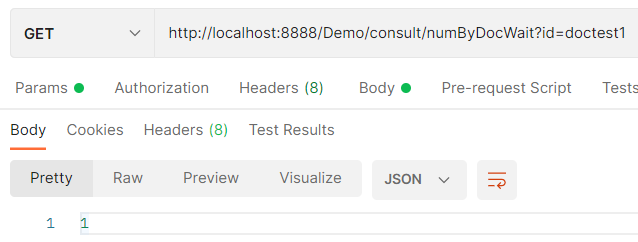 GET http://localhost:8888/Demo/consult/numByDocWait?id=doctest1
Params Authorization Headers (8) Body Pre-request Script Tests
Body Cookies Headers (8) Test Results
Pretty Raw Preview Visualize JSON
1 1